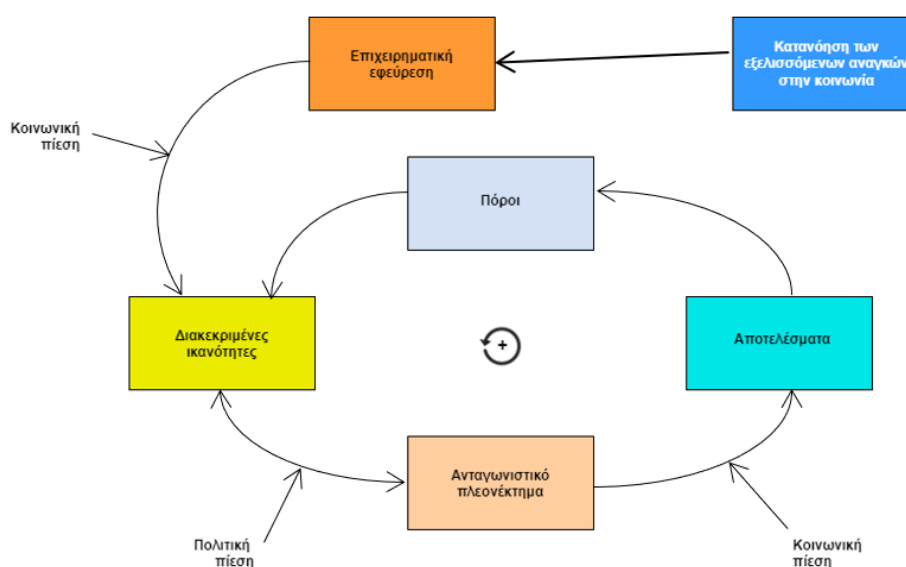 Επιχειρηματική
εφεύρεση
Κατανόηση των
εξελισσόμενων αναγκών
στην κοινωνία
Κοινωνική
πίεση
Πόροι
Διακεκριμένες
ικανότητες
+
Αποτελέσματα
Ανταγωνιστικό
πλεονέκτημα
Πολιτική
πίεση
Κοινωνική
πίεση